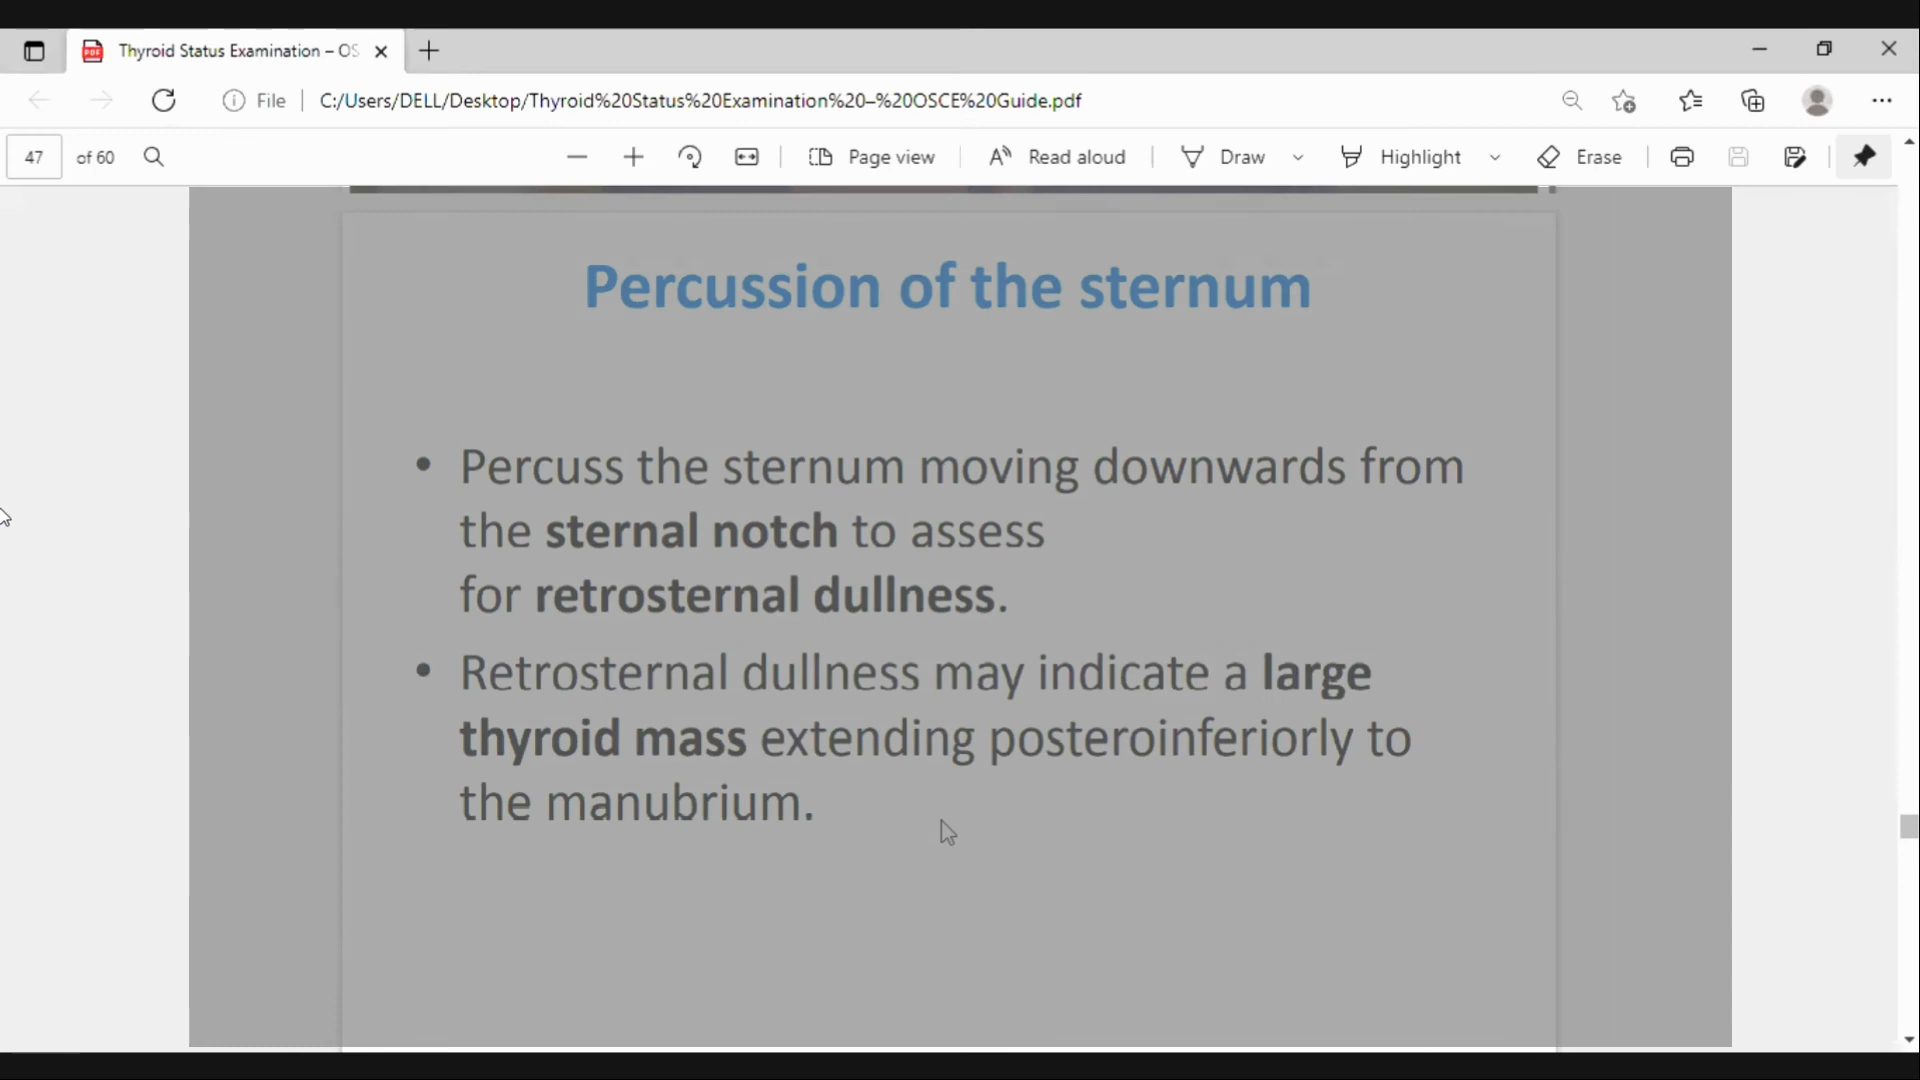 Thyroid Status Examination – OS
File
C:/Users/DELL/Desktop/Thyroid%20Status%20Examination%20–%20OSCE%20Guide.pdf
47 of 60
Page view
Read aloud
Draw
Highlight
Erase
Percussion of the sternum
• Percuss the sternum moving downwards from
the sternal notch to assess
for retrosternal dullness.
• Retrosternal dullness may indicate a large
thyroid mass extending posteroinferiorly to
the manubrium.